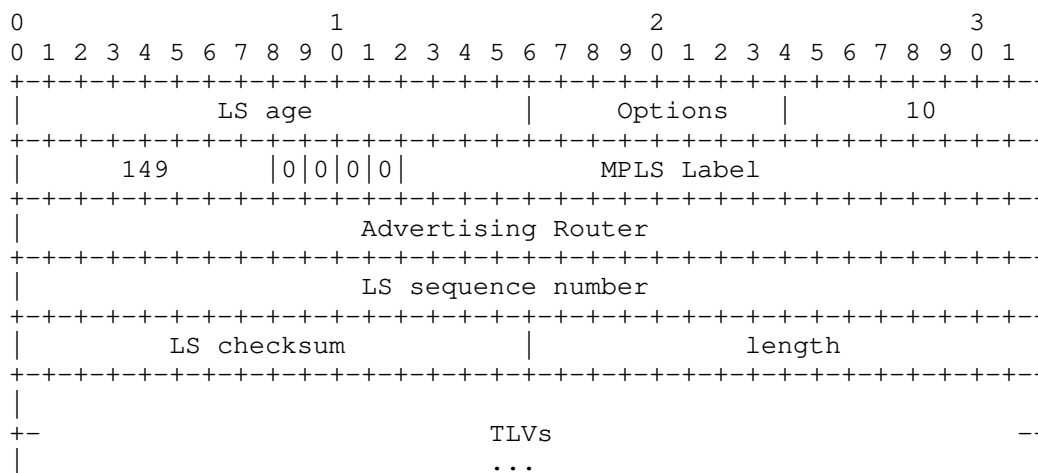 0                   1                   2                   3
0 1 2 3 4 5 6 7 8 9 0 1 2 3 4 5 6 7 8 9 0 1 2 3 4 5 6 7 8 9 0 1
+-+-+-+-+-+-+-+-+-+-+-+-+-+-+-+-+-+-+-+-+-+-+-+-+-+-+-+-+-+-+-+-
|            LS age             |     Options   |       10
+-+-+-+-+-+-+-+-+-+-+-+-+-+-+-+-+-+-+-+-+-+-+-+-+-+-+-+-+-+-+-+-
|      149      |0|0|0|0|            MPLS Label
+-+-+-+-+-+-+-+-+-+-+-+-+-+-+-+-+-+-+-+-+-+-+-+-+-+-+-+-+-+-+-+-
|                     Advertising Router
+-+-+-+-+-+-+-+-+-+-+-+-+-+-+-+-+-+-+-+-+-+-+-+-+-+-+-+-+-+-+-+-
|                     LS sequence number
+-+-+-+-+-+-+-+-+-+-+-+-+-+-+-+-+-+-+-+-+-+-+-+-+-+-+-+-+-+-+-+-
|         LS checksum           |             length
+-+-+-+-+-+-+-+-+-+-+-+-+-+-+-+-+-+-+-+-+-+-+-+-+-+-+-+-+-+-+-+-
|
+-                            TLVs                             -
|                             ...